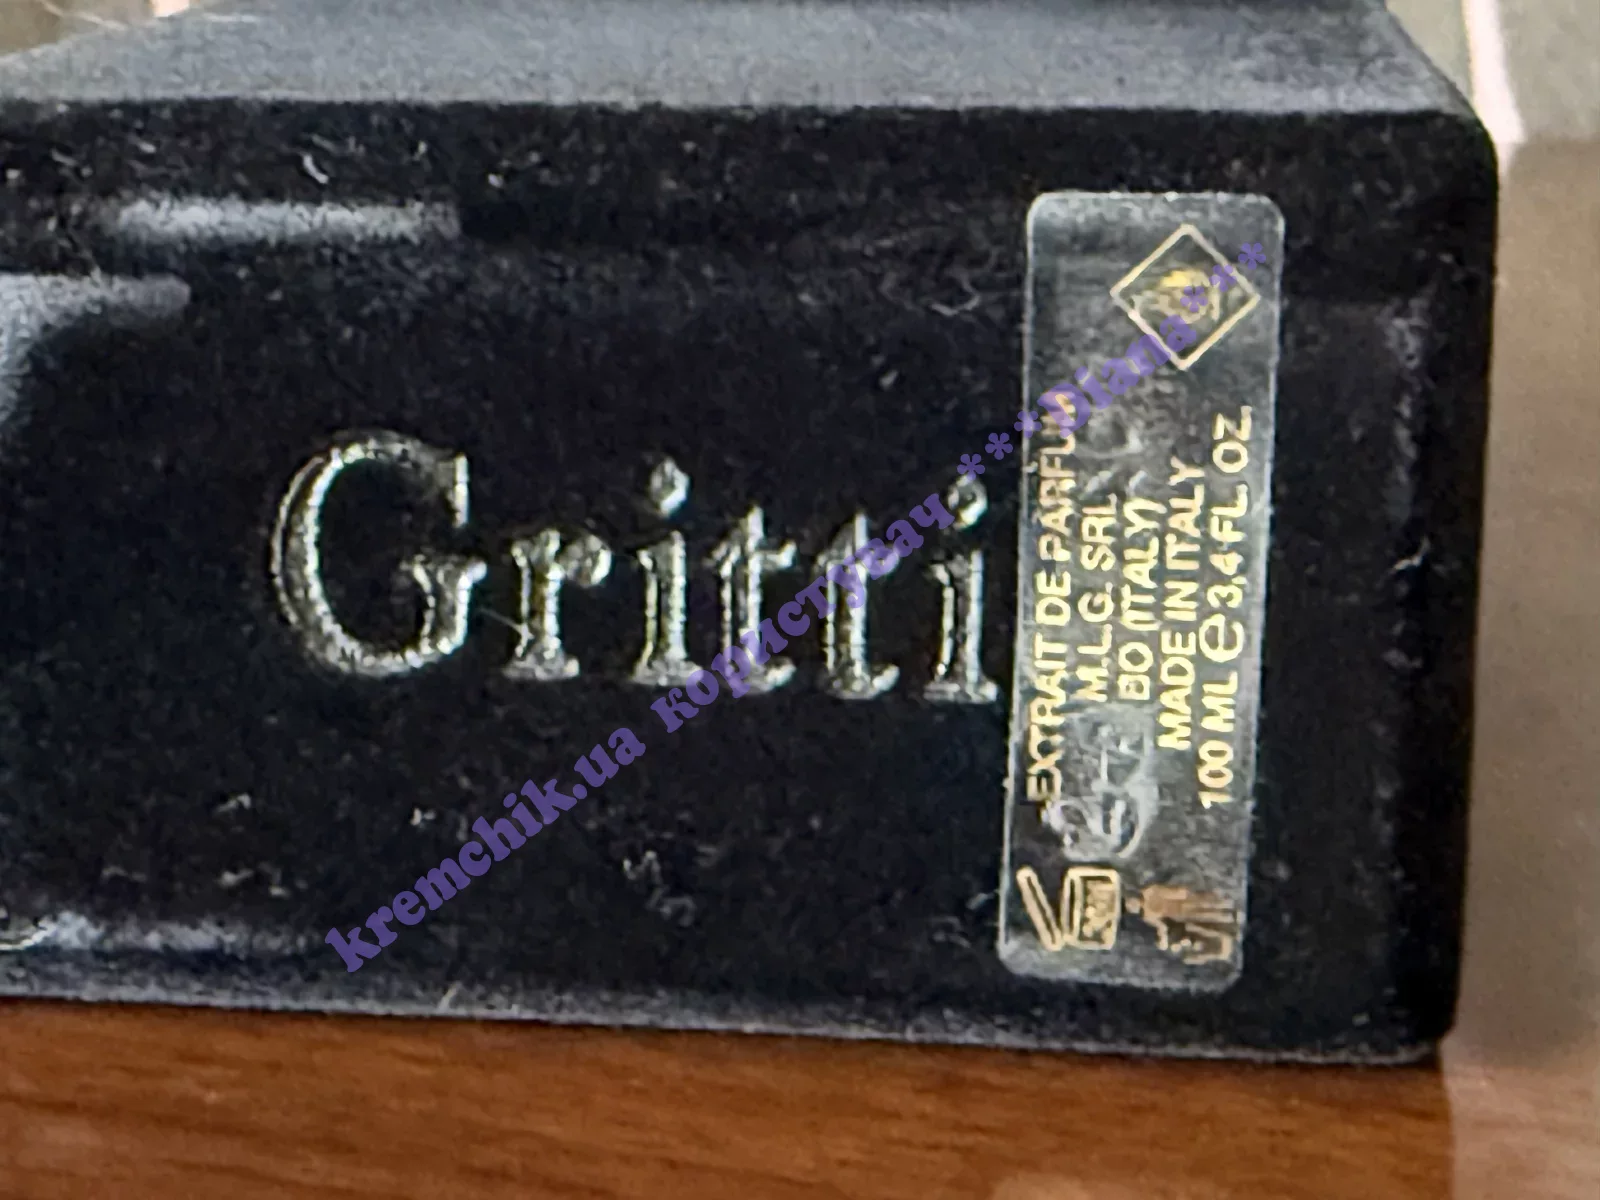 Gritti
EXTRAIT DE PARFUM
M.L.G. SRL
BO (ITALY)
MADE IN ITALY
100 ML ℮ 3,4 FL. OZ.
kremchik.ua користувач ***Diana***